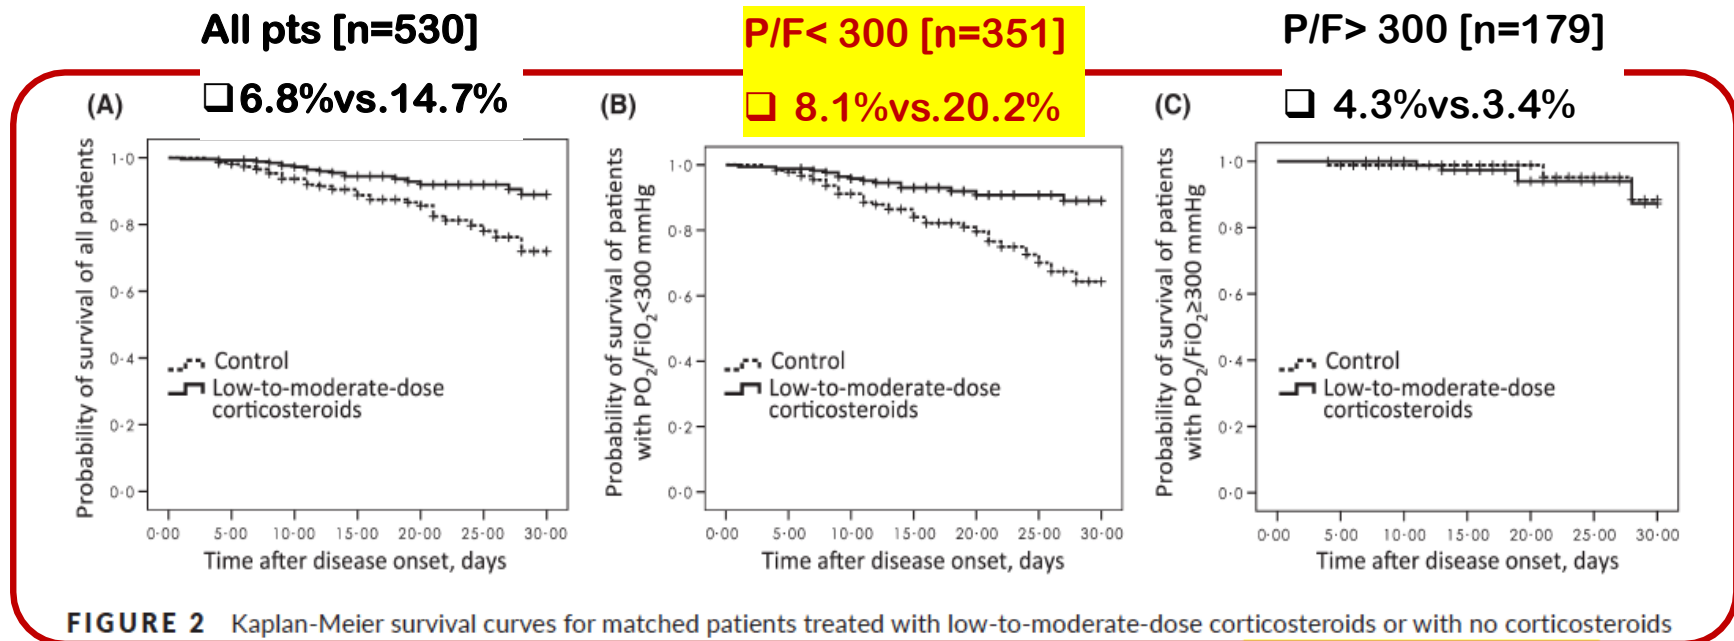 All pts [n=530]
❑6.8%vs.14.7%
P/F< 300 [n=351]
❑ 8.1%vs.20.2%
P/F> 300 [n=179]
❑ 4.3%vs.3.4%
(A)
Probability of survival of all patients
1·0
0·8
0·6
0·4
0·2
0·0
Control
Low-to-moderate-dose
corticosteroids
0·00 5·00 10·00 15·00 20·00 25·00 30·00
Time after disease onset, days
(B)
Probability of survival of patients
with PO₂/FiO₂<300 mmHg
1·0
0·8
0·6
0·4
0·2
0·0
Control
Low-to-moderate-dose
corticosteroids
0·00 5·00 10·00 15·00 20·00 25·00 30·00
Time after disease onset, days
(C)
Probability of survival of patients
with PO₂/FiO₂≥300 mmHg
1·0
0·8
0·6
0·4
0·2
0·0
Control
Low-to-moderate-dose
corticosteroids
0·00 5·00 10·00 15·00 20·00 25·00 30·00
Time after disease onset, days
FIGURE 2 Kaplan-Meier survival curves for matched patients treated with low-to-moderate-dose corticosteroids or with no corticosteroids